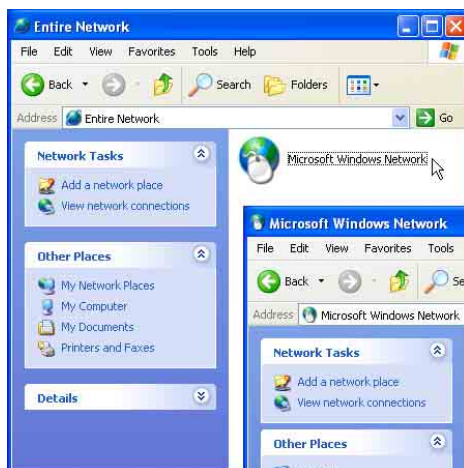 Entire Network
File Edit View Favorites Tools Help
Back Search Folders
Address Entire Network Go
Network Tasks
Add a network place
View network connections
Other Places
My Network Places
My Computer
My Documents
Printers and Faxes
Details
Microsoft Windows Network
Microsoft Windows Network
File Edit View Favorites Tools
Back Se
Address Microsoft Windows Network
Network Tasks
Add a network place
View network connections
Other Places